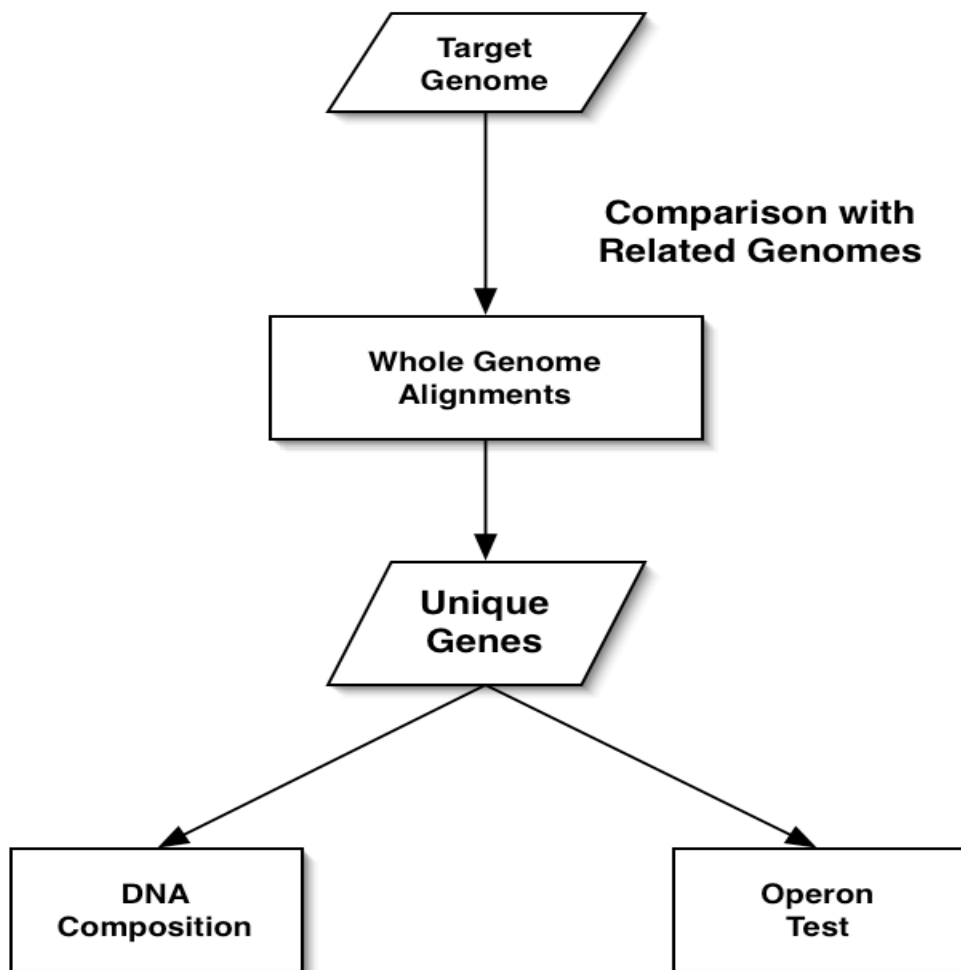 Target
Genome
Comparison with
Related Genomes
Whole Genome
Alignments
Unique
Genes
DNA
Composition
Operon
Test